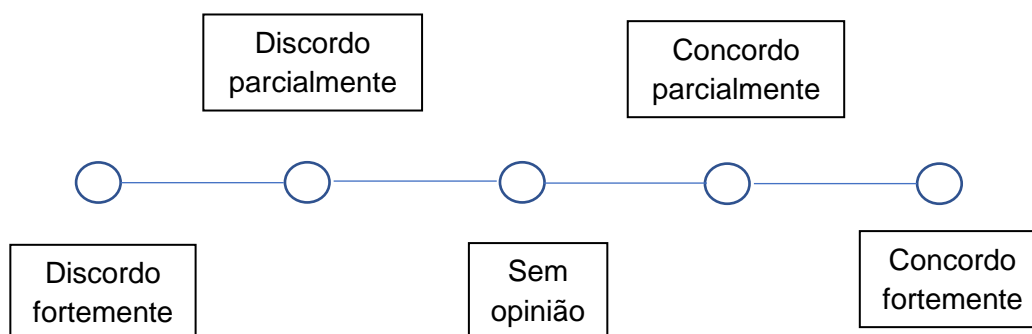 Discordo
parcialmente
Concordo
parcialmente
Discordo
fortemente
Sem
opinião
Concordo
fortemente